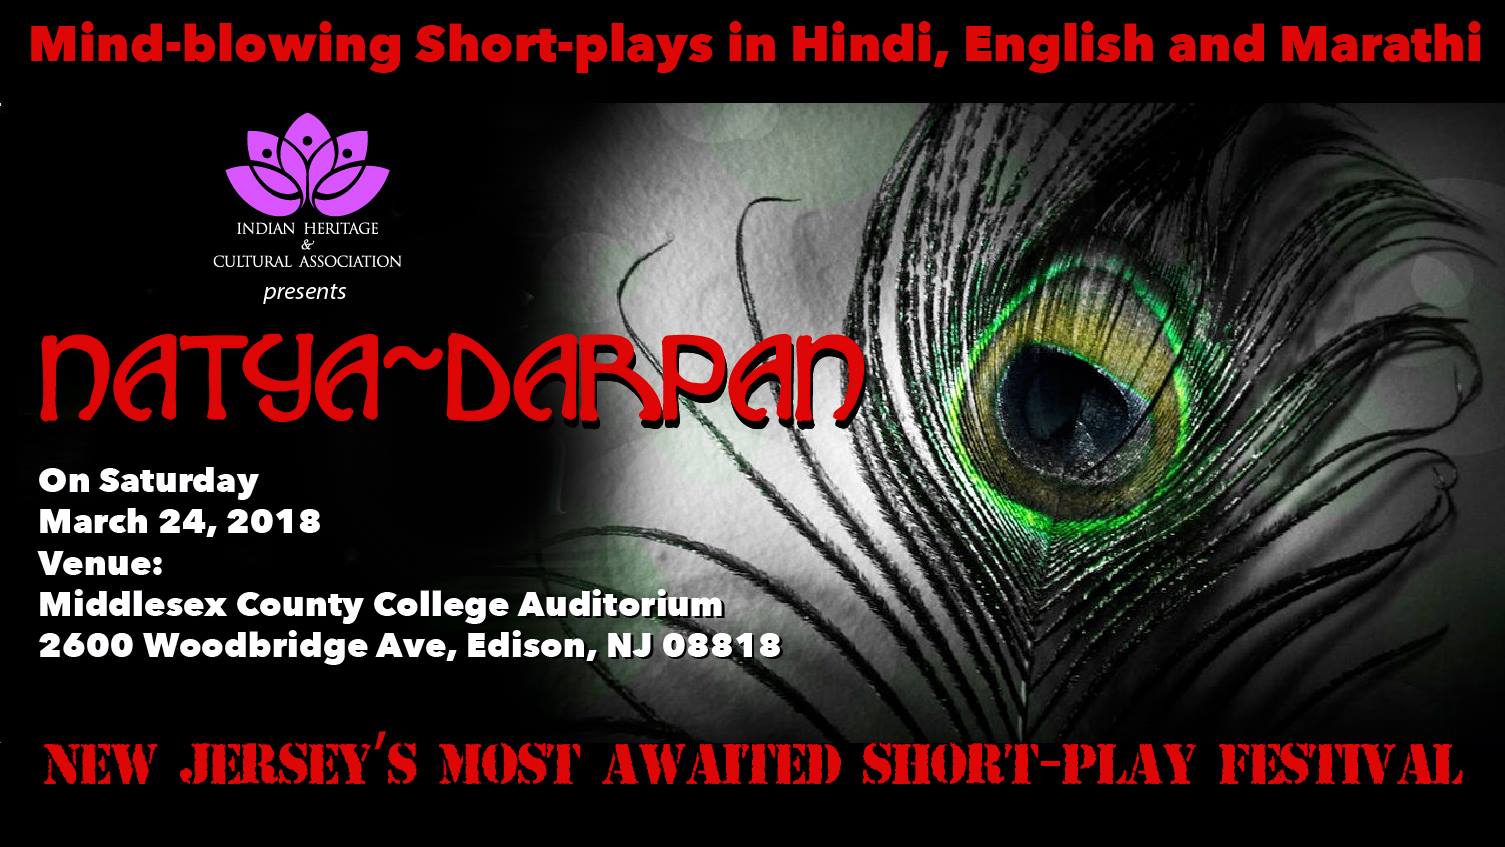 Mind-blowing Short-plays in Hindi, English and Marathi
INDIAN HERITAGE
&
CULTURAL ASSOCIATION
presents
NATYA~DARPAN
On Saturday
March 24, 2018
Venue:
Middlesex County College Auditorium
2600 Woodbridge Ave, Edison, NJ 08818
NEW JERSEY'S MOST AWAITED SHORT-PLAY FESTIVAL